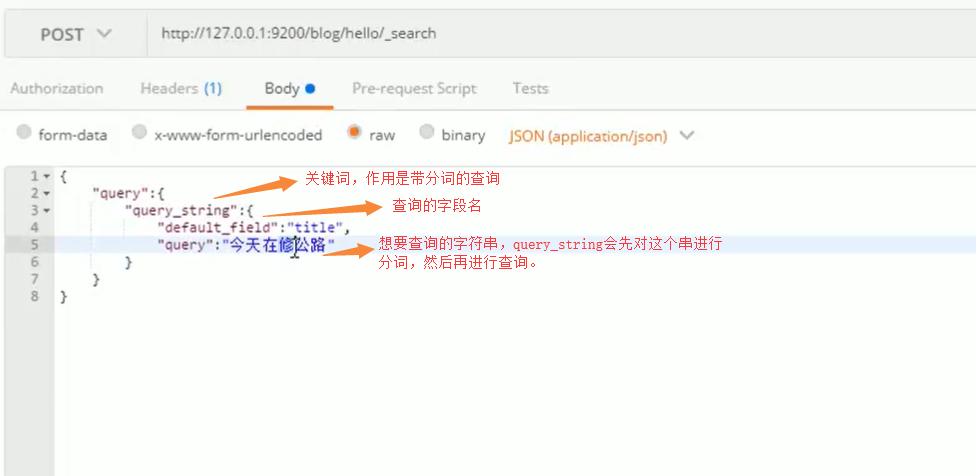 POST http://127.0.0.1:9200/blog/hello/_search
Authorization Headers (1) Body Pre-request Script Tests
form-data x-www-form-urlencoded raw binary JSON (application/json)
1 {
关键词，作用是带分词的查询
2 "query":{
3 "query_string":{
查询的字段名
4 "default_field":"title",
5 "query":"今天在修公路"
想要查询的字符串，query_string会先对这个串进行
分词，然后再进行查询。
6 }
7 }
8 }